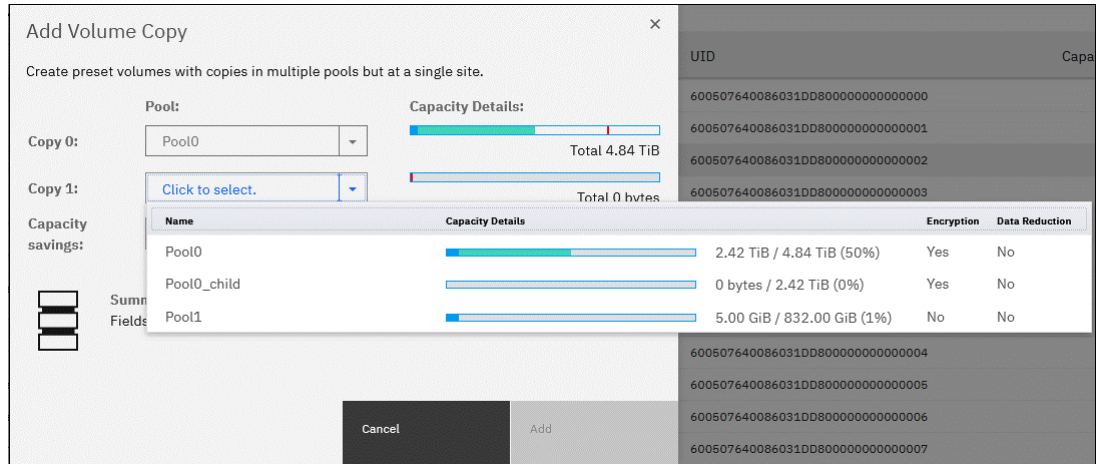 Add Volume Copy
×
Create preset volumes with copies in multiple pools but at a single site.
Pool:
Capacity Details:
Copy 0:
Pool0
Total 4.84 TiB
Copy 1:
Click to select.
Total 0 bytes
Capacity
savings:
Name Capacity Details Encryption Data Reduction
Pool0 2.42 TiB / 4.84 TiB (50%) Yes No
Pool0_child 0 bytes / 2.42 TiB (0%) Yes No
Pool1 5.00 GiB / 832.00 GiB (1%) No No
Summ
Fields
Cancel
Add
UID Capa
600507640086031DD800000000000000
600507640086031DD800000000000001
600507640086031DD800000000000002
600507640086031DD800000000000003
600507640086031DD800000000000004
600507640086031DD800000000000005
600507640086031DD800000000000006
600507640086031DD800000000000007